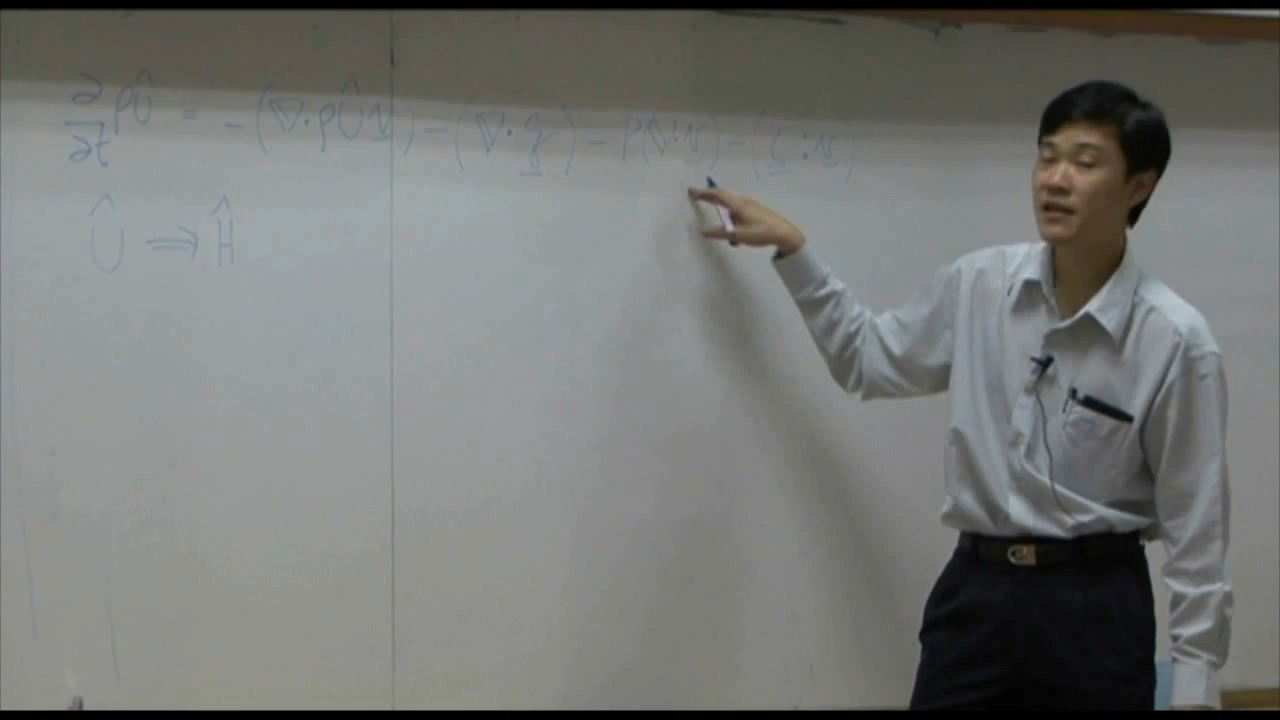 ∂/∂t ρÛ = −(∇·ρÛv) − (∇·q) − P(∇·v) − (τ:v)
Û ⇒ Ĥ